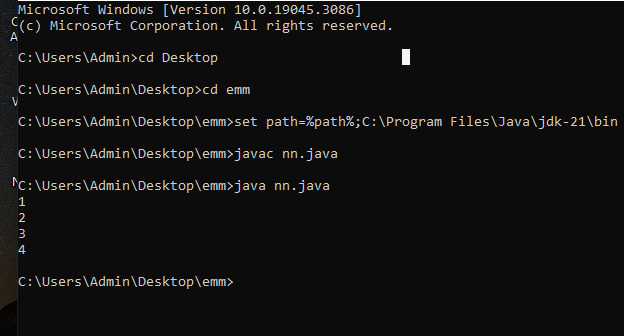 Microsoft Windows [Version 10.0.19045.3086]
(c) Microsoft Corporation. All rights reserved.
C:\Users\Admin>cd Desktop
C:\Users\Admin\Desktop>cd emm
C:\Users\Admin\Desktop\emm>set path=%path%;C:\Program Files\Java\jdk-21\bin
C:\Users\Admin\Desktop\emm>javac nn.java
C:\Users\Admin\Desktop\emm>java nn.java
1
2
3
4
C:\Users\Admin\Desktop\emm>